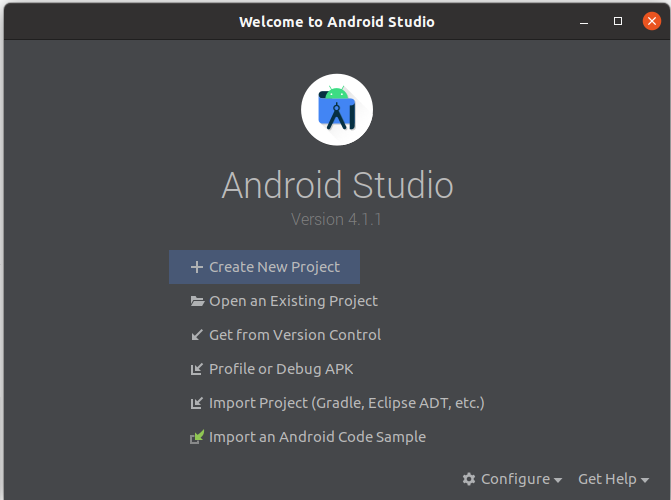 Welcome to Android Studio
Android Studio
Version 4.1.1
Create New Project
Open an Existing Project
Get from Version Control
Profile or Debug APK
Import Project (Gradle, Eclipse ADT, etc.)
Import an Android Code Sample
Configure Get Help